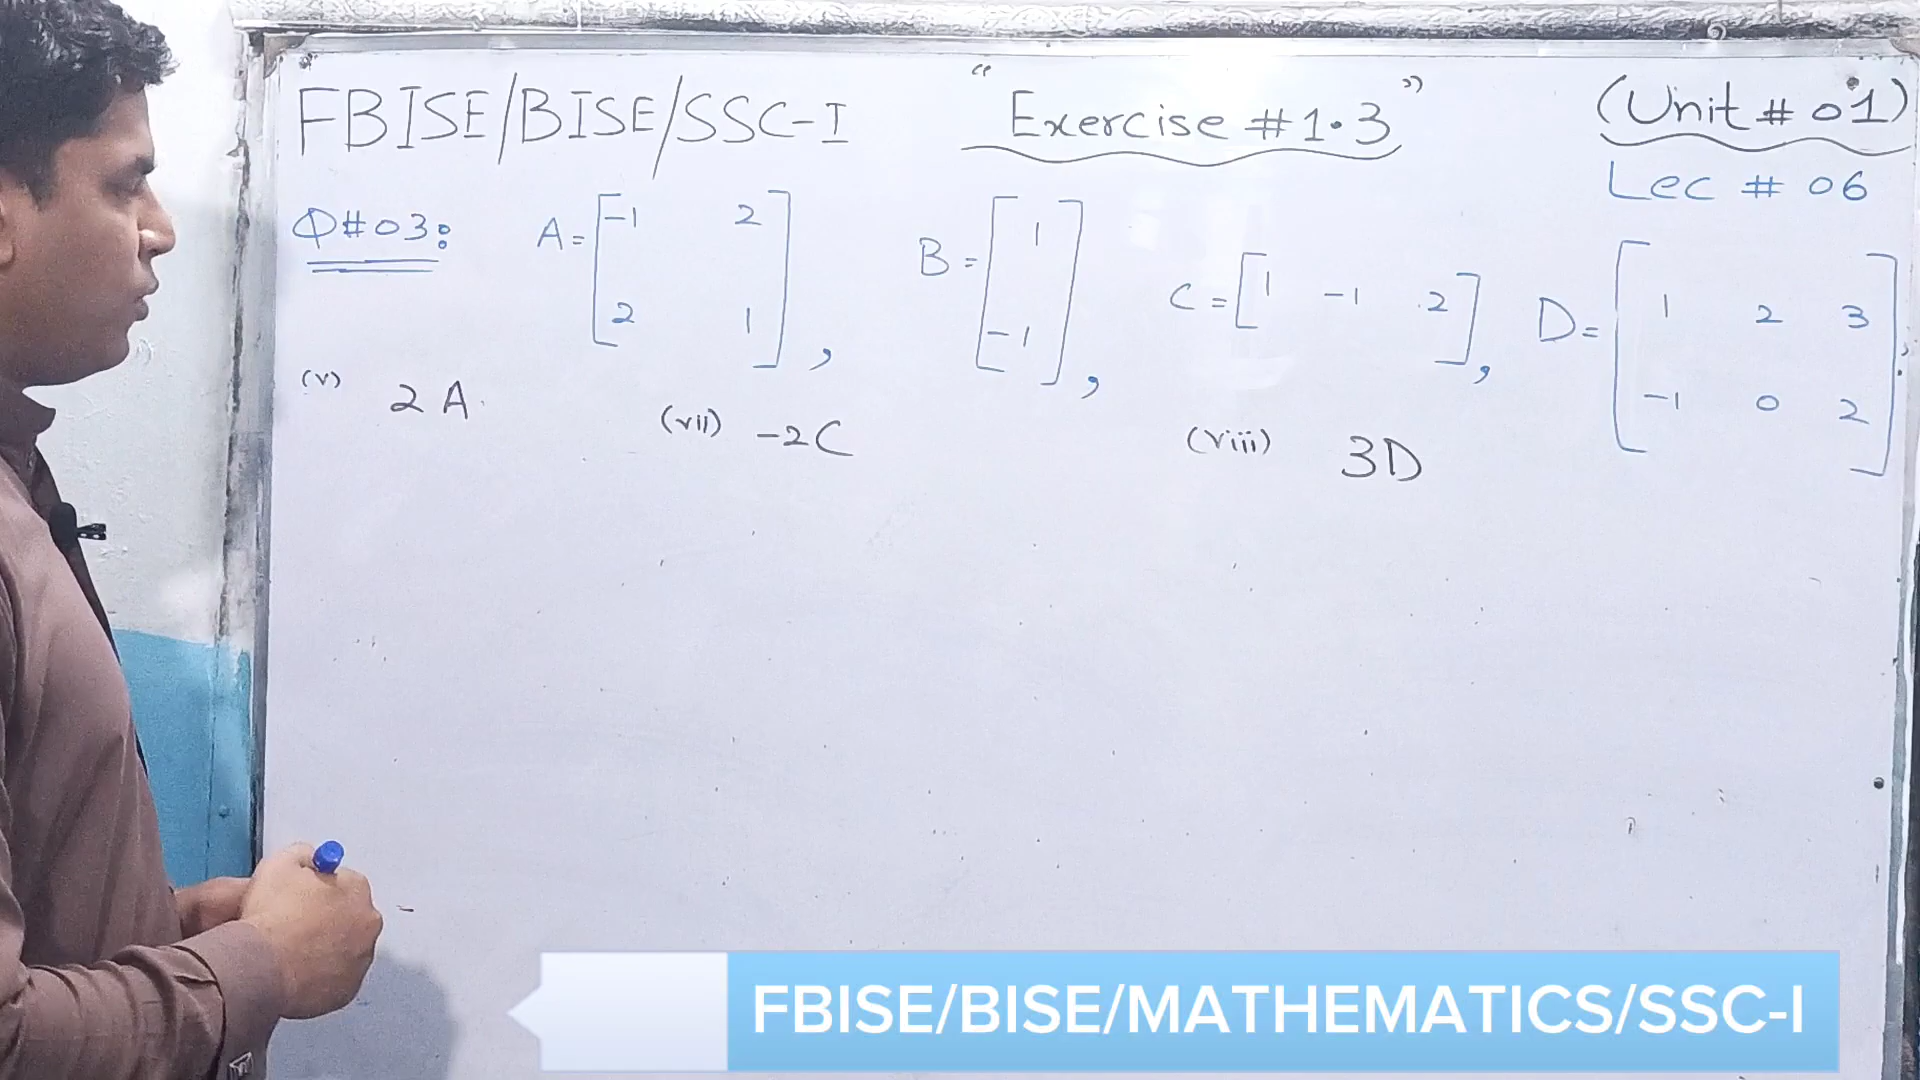 FBISE/BISE/SSC-I "Exercise #1.3" (Unit # 01)
Lec # 06
Q#03: A = [-1 2
2 1] , B = [1
-1] , C = [1 -1 2] , D = [1 2 3
-1 0 2] ;
(v) 2A (vii) -2C (viii) 3D
FBISE/BISE/MATHEMATICS/SSC-I